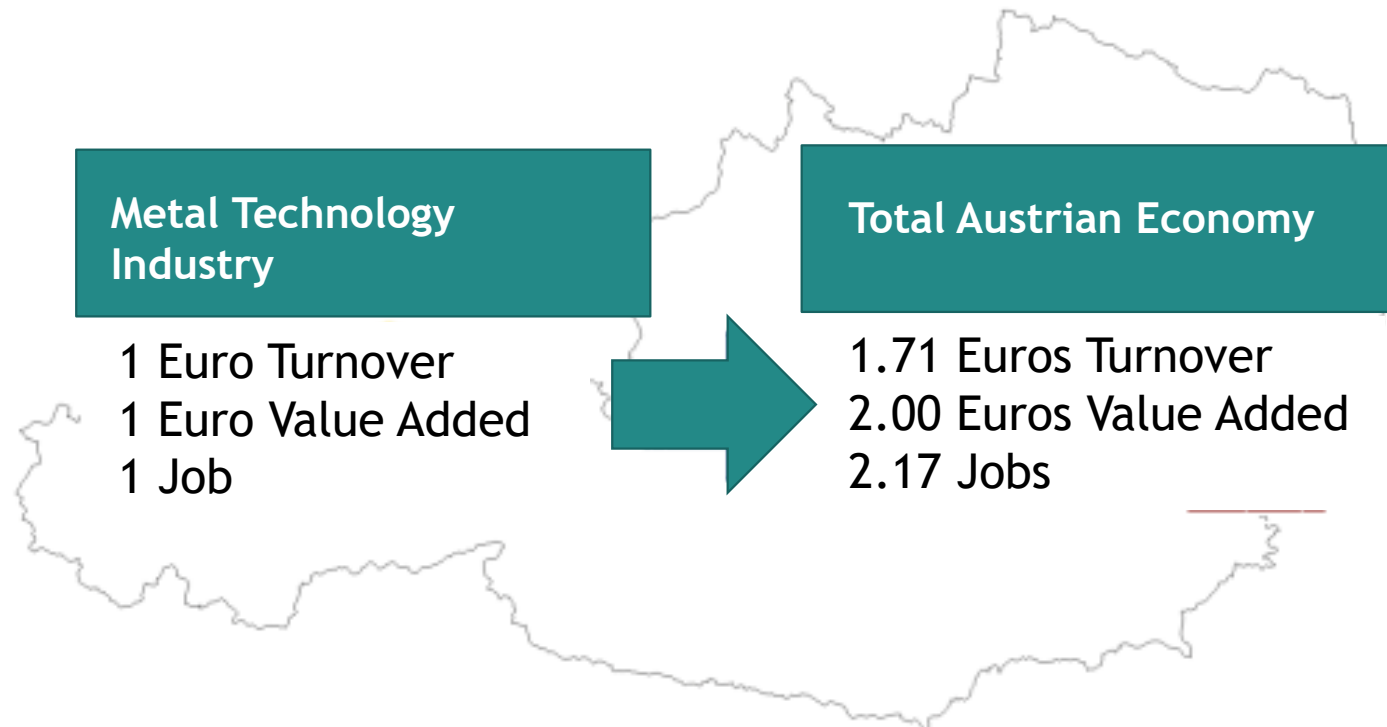 Metal Technology
Industry
1 Euro Turnover
1 Euro Value Added
1 Job
Total Austrian Economy
1.71 Euros Turnover
2.00 Euros Value Added
2.17 Jobs